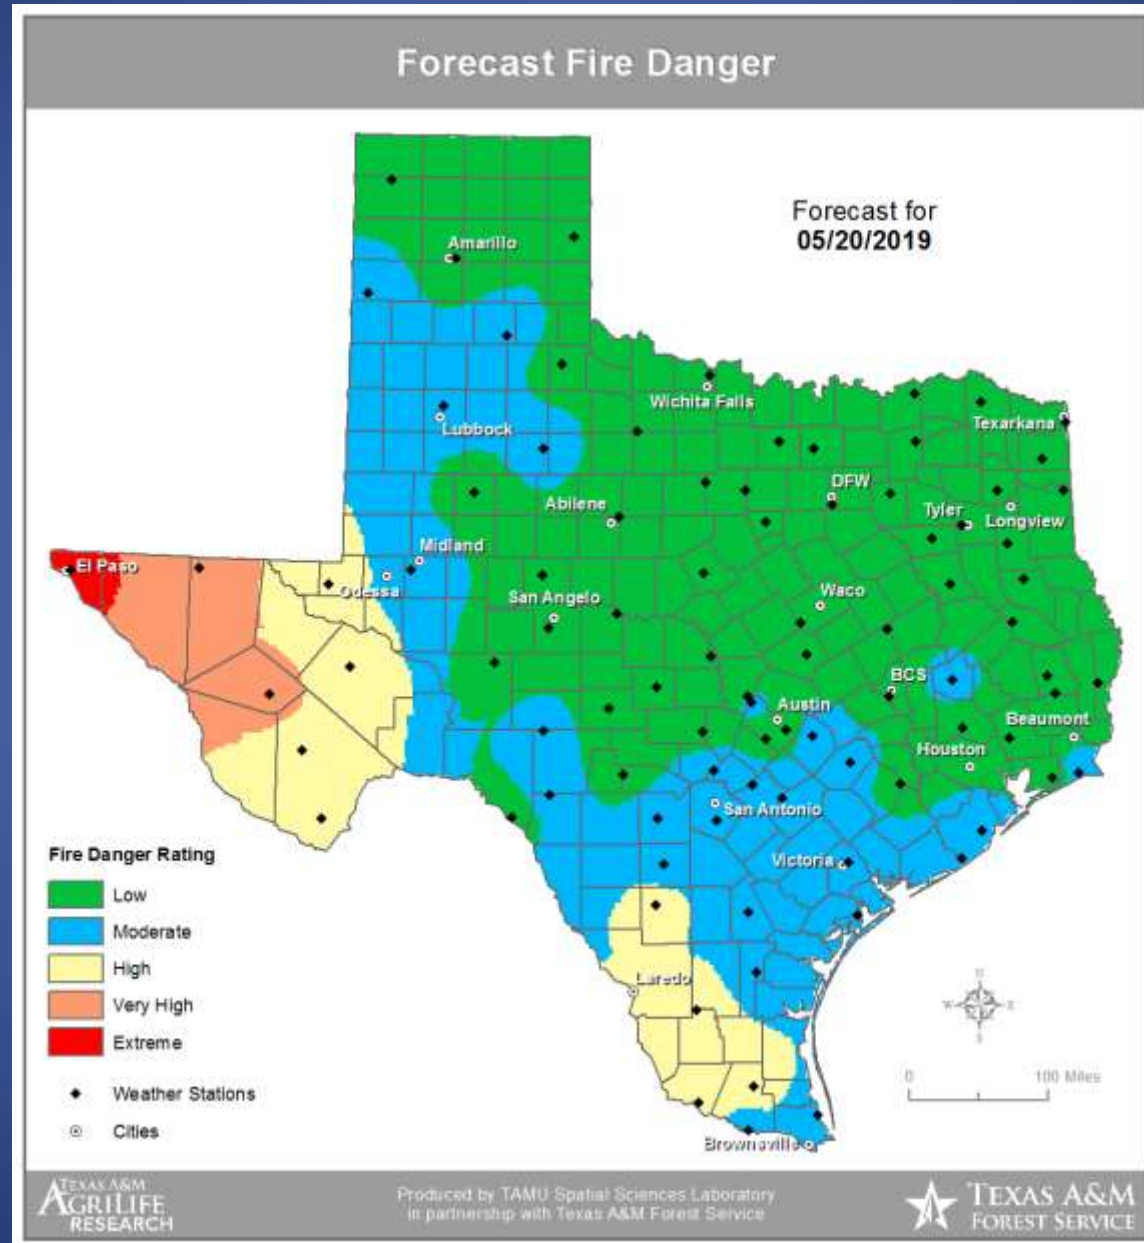 Forecast Fire Danger
Forecast for
05/20/2019
Amarillo
Wichita Falls
Lubbock
Texarkana
DFW
Abilene
Tyler
Longview
Midland
El Paso
Odessa
San Angelo
Waco
BCS
Austin
Beaumont
Houston
San Antonio
Victoria
Fire Danger Rating
Low
Moderate
High
Very High
Extreme
Laredo
N
W
E
S
0
100 Miles
Weather Stations
Cities
Brownsville
TEXAS A&M
AGRILIFE
RESEARCH
Produced by TAMU Spatial Sciences Laboratory
in partnership with Texas A&M Forest Service
TEXAS A&M
FOREST SERVICE